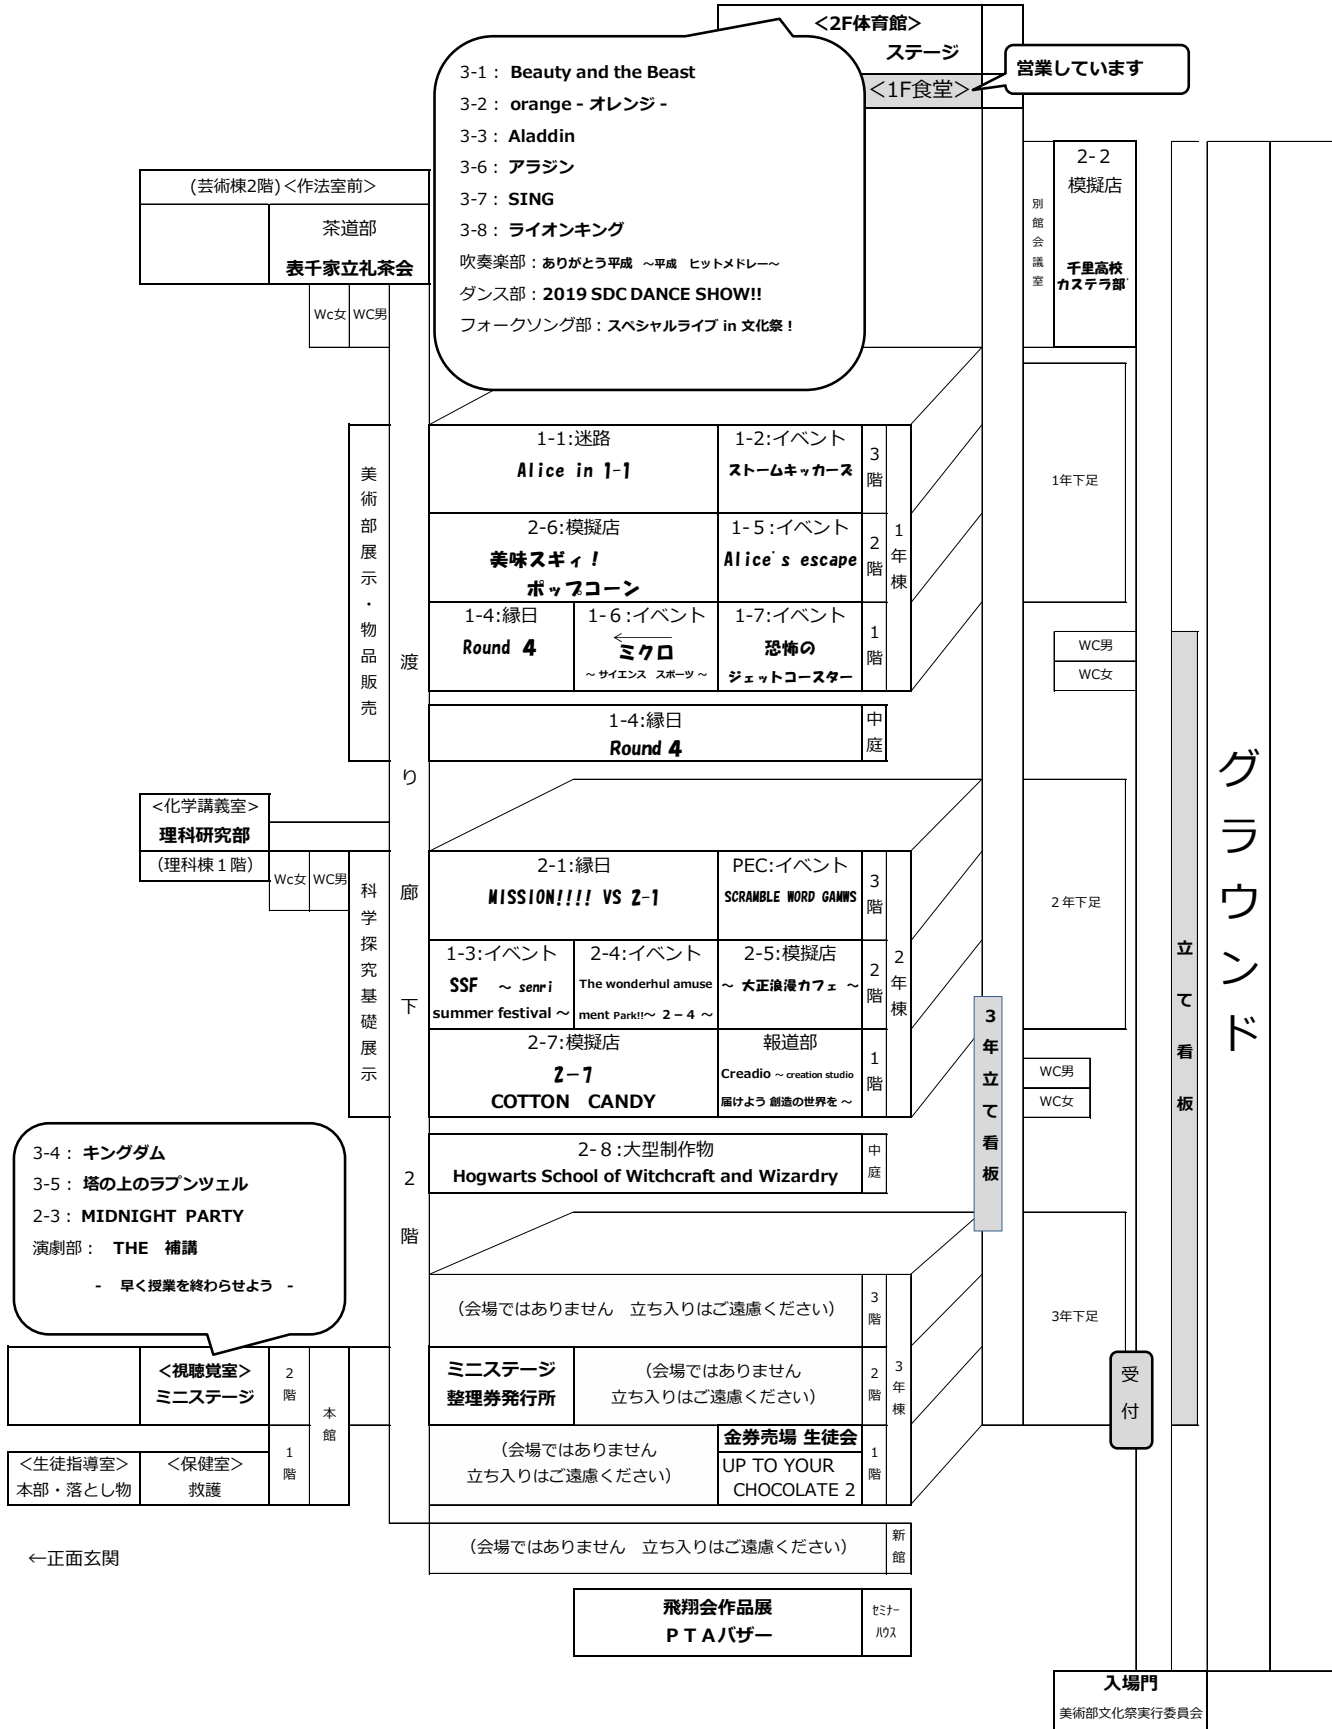 <2F体育館>
ステージ
<1F食堂>
営業しています
3-1： Beauty and the Beast
3-2： orange - オレンジ -
3-3： Aladdin
3-6： アラジン
3-7： SING
3-8： ライオンキング
吹奏楽部：ありがとう平成 ～平成 ヒットメドレー～
ダンス部：2019 SDC DANCE SHOW!!
フォークソング部：スペシャルライブ in 文化祭！
(芸術棟2階)<作法室前>
茶道部
表千家立礼茶会
Wc女
WC男
別館会議室
2-2
模擬店
千里高校
カステラ部
美術部展示・物品販売
渡り廊下2階
1-1:迷路
Alice in 1-1
1-2:イベント
ストームキッカーズ
3階
2-6:模擬店
美味スギィ！
ポップコーン
1-5:イベント
Alice's escape
2階
1-4:縁日
Round 4
1-6:イベント
ミクロ
～サイエンス スポーツ～
1-7:イベント
恐怖の
ジェットコースター
1階
1年棟
1-4:縁日
Round 4
中庭
1年下足
WC男
WC女
<化学講義室>
理科研究部
(理科棟１階)
Wc女
WC男
科学探究基礎展示
2-1:縁日
MISSION!!!! VS 2-1
PEC:イベント
SCRAMBLE WORD GAMWS
3階
1-3:イベント
SSF ～ senri
summer festival ～
2-4:イベント
The wonderhul amuse
ment Park!!～ 2－4 ～
2-5:模擬店
～ 大正浪漫カフェ ～
2階
2-7:模擬店
2-7
COTTON CANDY
報道部
Creadio ～ creation studio
届けよう 創造の世界を ～
1階
2年棟
2-8:大型制作物
Hogwarts School of Witchcraft and Wizardry
中庭
2年下足
WC男
WC女
3年立て看板
立て看板
グラウンド
3-4： キングダム
3-5： 塔の上のラプンツェル
2-3： MIDNIGHT PARTY
演劇部： THE 補講
- 早く授業を終わらせよう -
<視聴覚室>
ミニステージ
2階
<生徒指導室>
本部・落とし物
<保健室>
救護
1階
本館
(会場ではありません 立ち入りはご遠慮ください)
3階
ミニステージ
整理券発行所
(会場ではありません
立ち入りはご遠慮ください)
2階
(会場ではありません
立ち入りはご遠慮ください)
金券売場 生徒会
UP TO YOUR
CHOCOLATE 2
1階
3年棟
3年下足
受付
(会場ではありません 立ち入りはご遠慮ください)
新館
←正面玄関
飛翔会作品展
ＰＴＡバザー
ｾﾐﾅｰ
ﾊｳｽ
入場門
美術部文化祭実行委員会